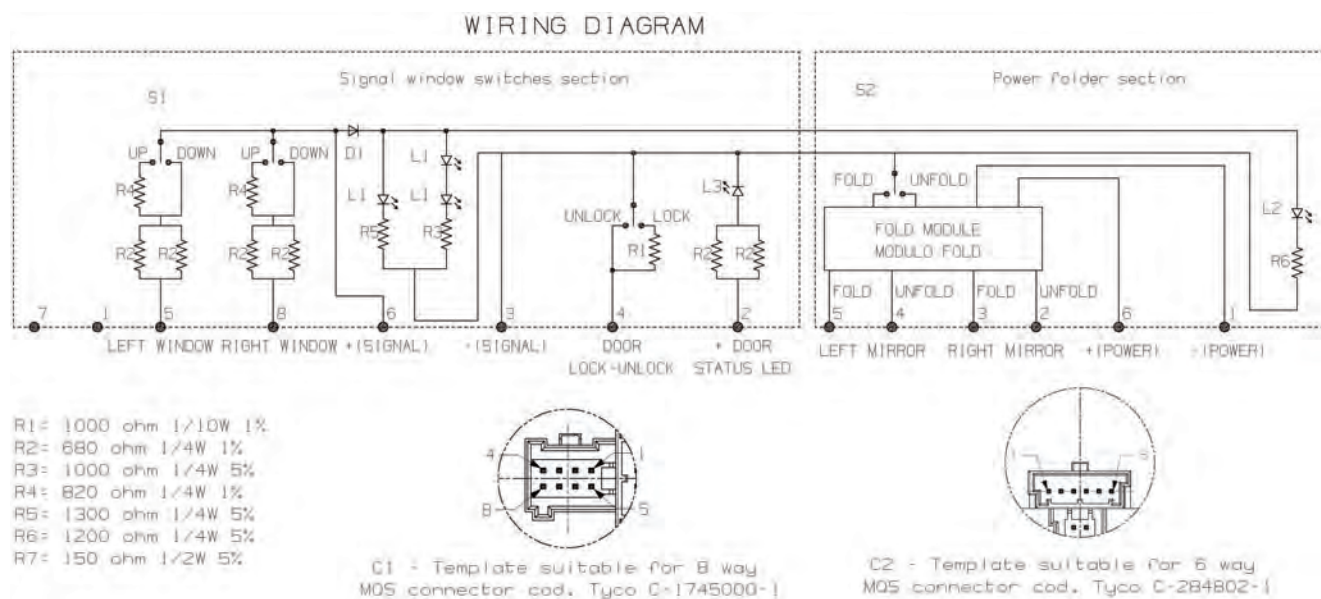 WIRING DIAGRAM
Signal window switches section
Power folder section
S1
S2
UP DOWN UP DOWN D1 L1
R4 R4 L1 L1
R2 R2 R2 R2 R5 R3
UNLOCK LOCK
R1
L3
R2 R2
FOLD UNFOLD
FOLD MODULE
MODULO FOLD
L2
R6
FOLD UNFOLD FOLD UNFOLD
7 1 5 8 6 3 4 2
5 4 3 2 6 1
LEFT WINDOW RIGHT WINDOW +(SIGNAL) -(SIGNAL) DOOR + DOOR
LOCK-UNLOCK STATUS LED
LEFT MIRROR RIGHT MIRROR +(POWER) -(POWER)
R1= 1000 ohm 1/10W 1%
R2= 680 ohm 1/4W 1%
R3= 1000 ohm 1/4W 5%
R4= 820 ohm 1/4W 1%
R5= 1300 ohm 1/4W 5%
R6= 1200 ohm 1/4W 5%
R7= 150 ohm 1/2W 5%
4 1
8 5
C1 - Template suitable for 8 way
MQS connector cod. Tyco C-1745000-1
1 6
C2 - Template suitable for 6 way
MQS connector cod. Tyco C-284802-1